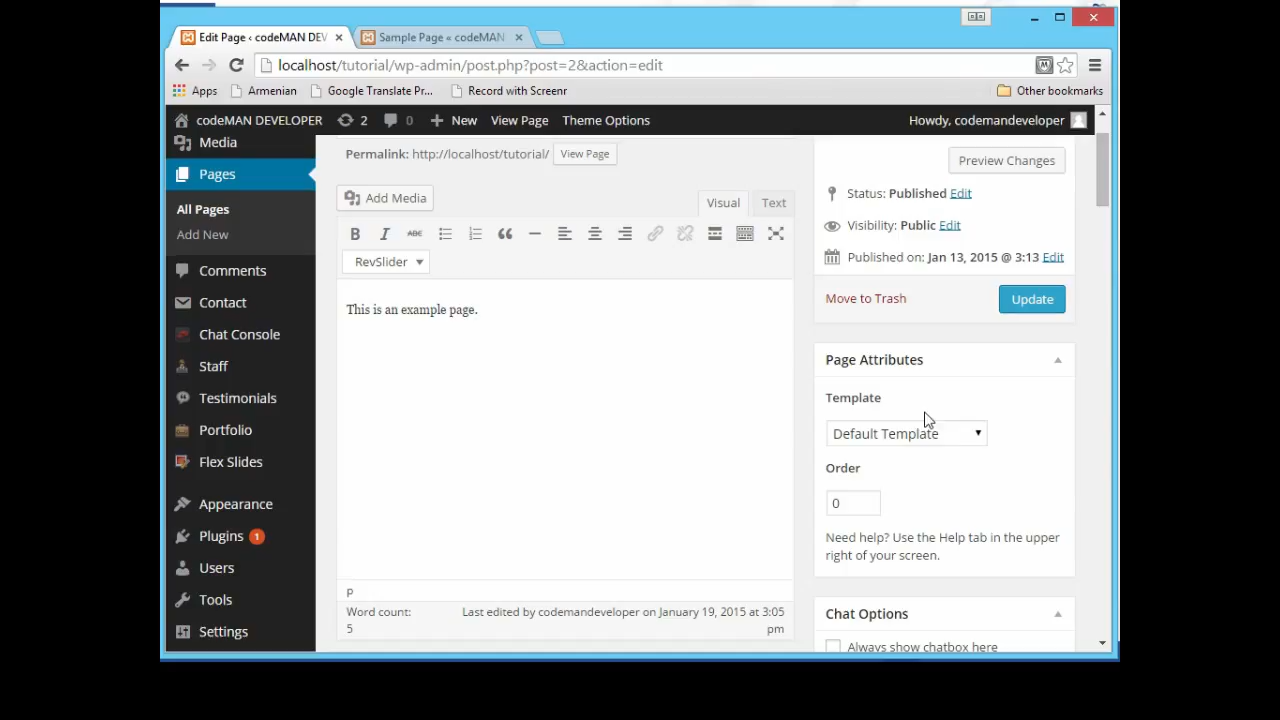 Edit Page ‹ codeMAN DEV
Sample Page « codeMAN
localhost/tutorial/wp-admin/post.php?post=2&action=edit
Apps
Armenian
Google Translate Pr...
Record with Screenr
Other bookmarks
codeMAN DEVELOPER
2
0
New
View Page
Theme Options
Howdy, codemandeveloper
Media
Pages
All Pages
Add New
Comments
Contact
Chat Console
Staff
Testimonials
Portfolio
Flex Slides
Appearance
Plugins 1
Users
Tools
Settings
Permalink: http://localhost/tutorial/ View Page
Add Media
Visual
Text
B I ABC
RevSlider
This is an example page.
p
Word count: 
5
Last edited by codemandeveloper on January 19, 2015 at 3:05
pm
Preview Changes
Status: Published Edit
Visibility: Public Edit
Published on: Jan 13, 2015 @ 3:13 Edit
Move to Trash
Update
Page Attributes
Template
Default Template
Order
0
Need help? Use the Help tab in the upper
right of your screen.
Chat Options
Always show chatbox here